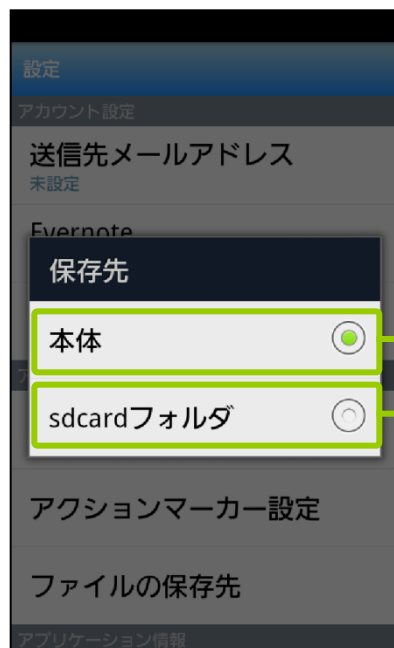 設定
アカウント設定
送信先メールアドレス
未設定
Evernote
保存先
本体
sdcardフォルダ
アクションマーカー設定
ファイルの保存先
アプリケーション情報